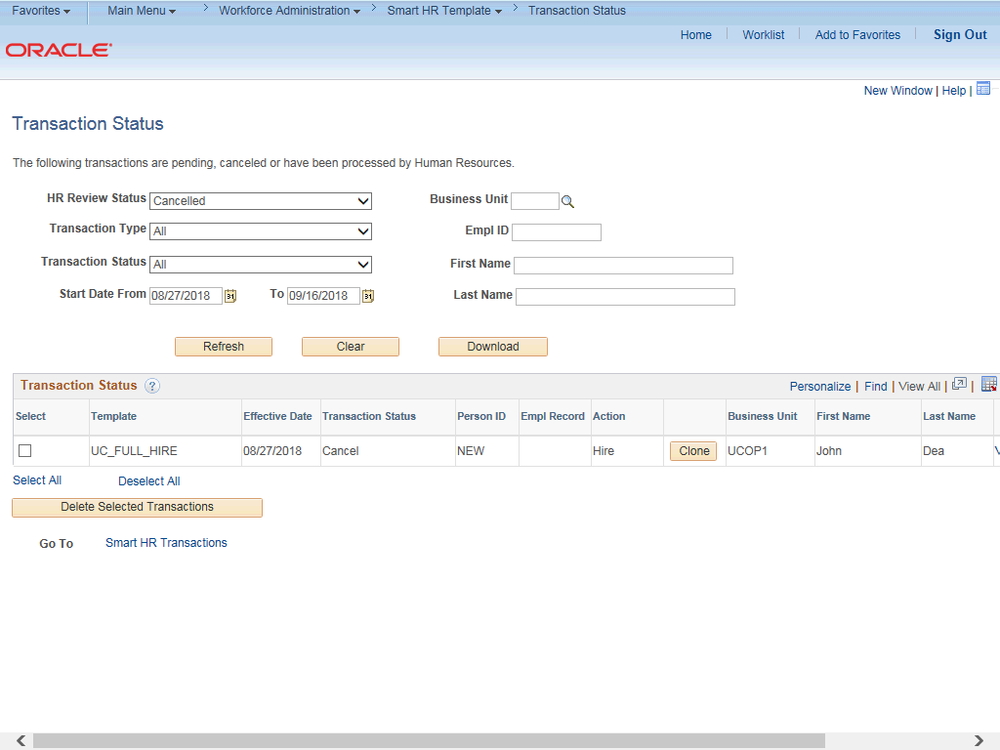 Favorites Main Menu > Workforce Administration > Smart HR Template > Transaction Status
Home Worklist Add to Favorites Sign Out
ORACLE
New Window | Help |
Transaction Status
The following transactions are pending, canceled or have been processed by Human Resources.
HR Review Status Cancelled Business Unit
Transaction Type All Empl ID
Transaction Status All First Name
Start Date From 08/27/2018 31 To 09/16/2018 31 Last Name
Refresh Clear Download
Transaction Status ? Personalize | Find | View All | |
Select Template Effective Date Transaction Status Person ID Empl Record Action Business Unit First Name Last Name
UC_FULL_HIRE 08/27/2018 Cancel NEW Hire Clone UCOP1 John Dea
Select All Deselect All
Delete Selected Transactions
Go To Smart HR Transactions